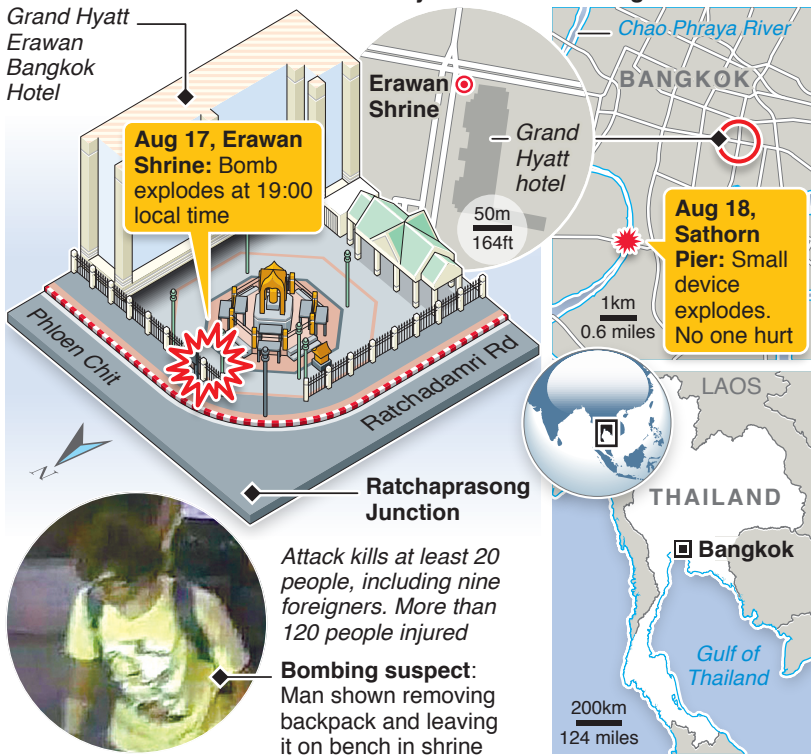 Grand Hyatt
Erawan
Bangkok
Hotel
Aug 17, Erawan
Shrine: Bomb
explodes at 19:00
local time
Erawan
Shrine
Grand
Hyatt
hotel
50m
164ft
Chao Phraya River
BANGKOK
Aug 18,
Sathorn
Pier: Small
device
explodes.
No one hurt
1km
0.6 miles
Phloen Chit
Ratchadamri Rd
N
Ratchaprasong
Junction
LAOS
THAILAND
Bangkok
Gulf of
Thailand
200km
124 miles
Attack kills at least 20
people, including nine
foreigners. More than
120 people injured
Bombing suspect:
Man shown removing
backpack and leaving
it on bench in shrine